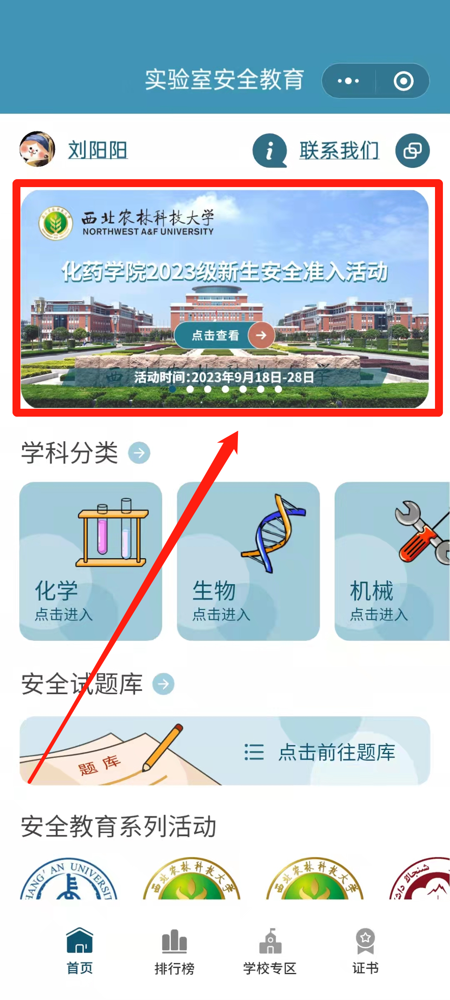 实验室安全教育
刘阳阳
联系我们
西北农林科技大学
NORTHWEST A&F UNIVERSITY
化药学院2023级新生安全准入活动
点击查看
活动时间:2023年9月18日-28日
学科分类
化学
点击进入
生物
点击进入
机械
点击进入
安全试题库
题库
点击前往题库
安全教育系列活动
HANG'AN UNIVERSIT
西北农林科技大学
西北农林科技大学
首页
排行榜
学校专区
证书